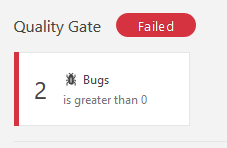 Quality Gate Failed
2 Bugs
is greater than 0